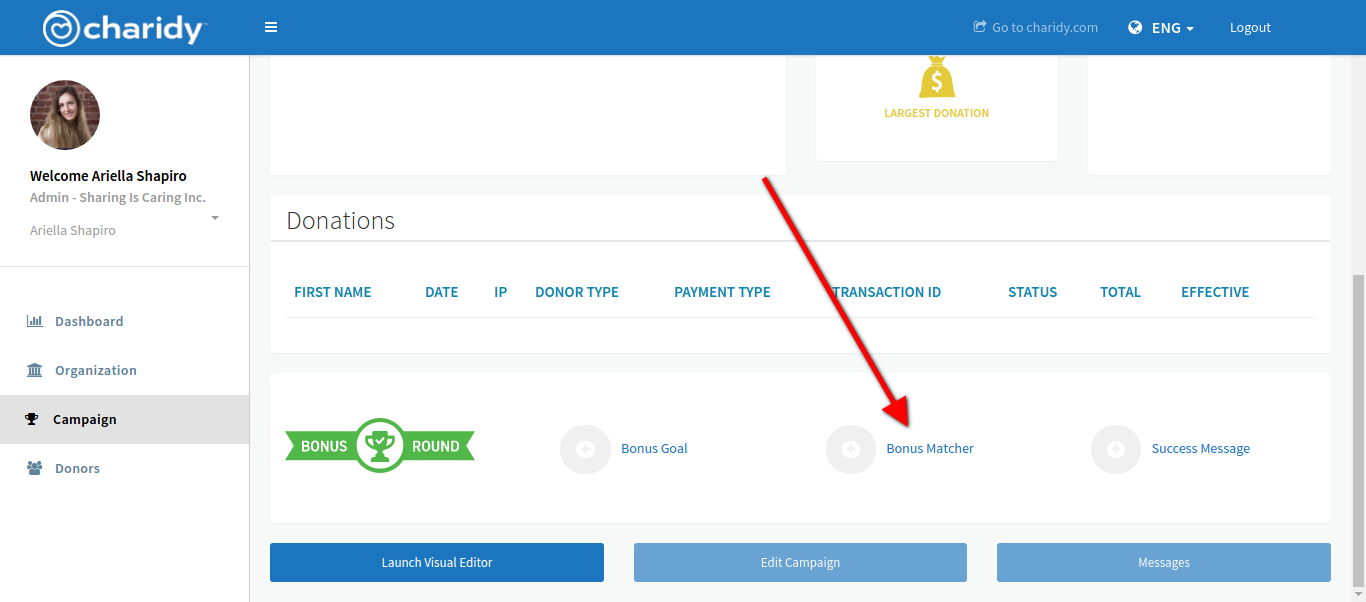 charidy™
Go to charidy.com
ENG
Logout
Welcome Ariella Shapiro
Admin - Sharing Is Caring Inc.
Ariella Shapiro
Dashboard
Organization
Campaign
Donors
$
LARGEST DONATION
Donations
FIRST NAME DATE IP DONOR TYPE PAYMENT TYPE TRANSACTION ID STATUS TOTAL EFFECTIVE
BONUS ROUND
Bonus Goal
Bonus Matcher
Success Message
Launch Visual Editor
Edit Campaign
Messages